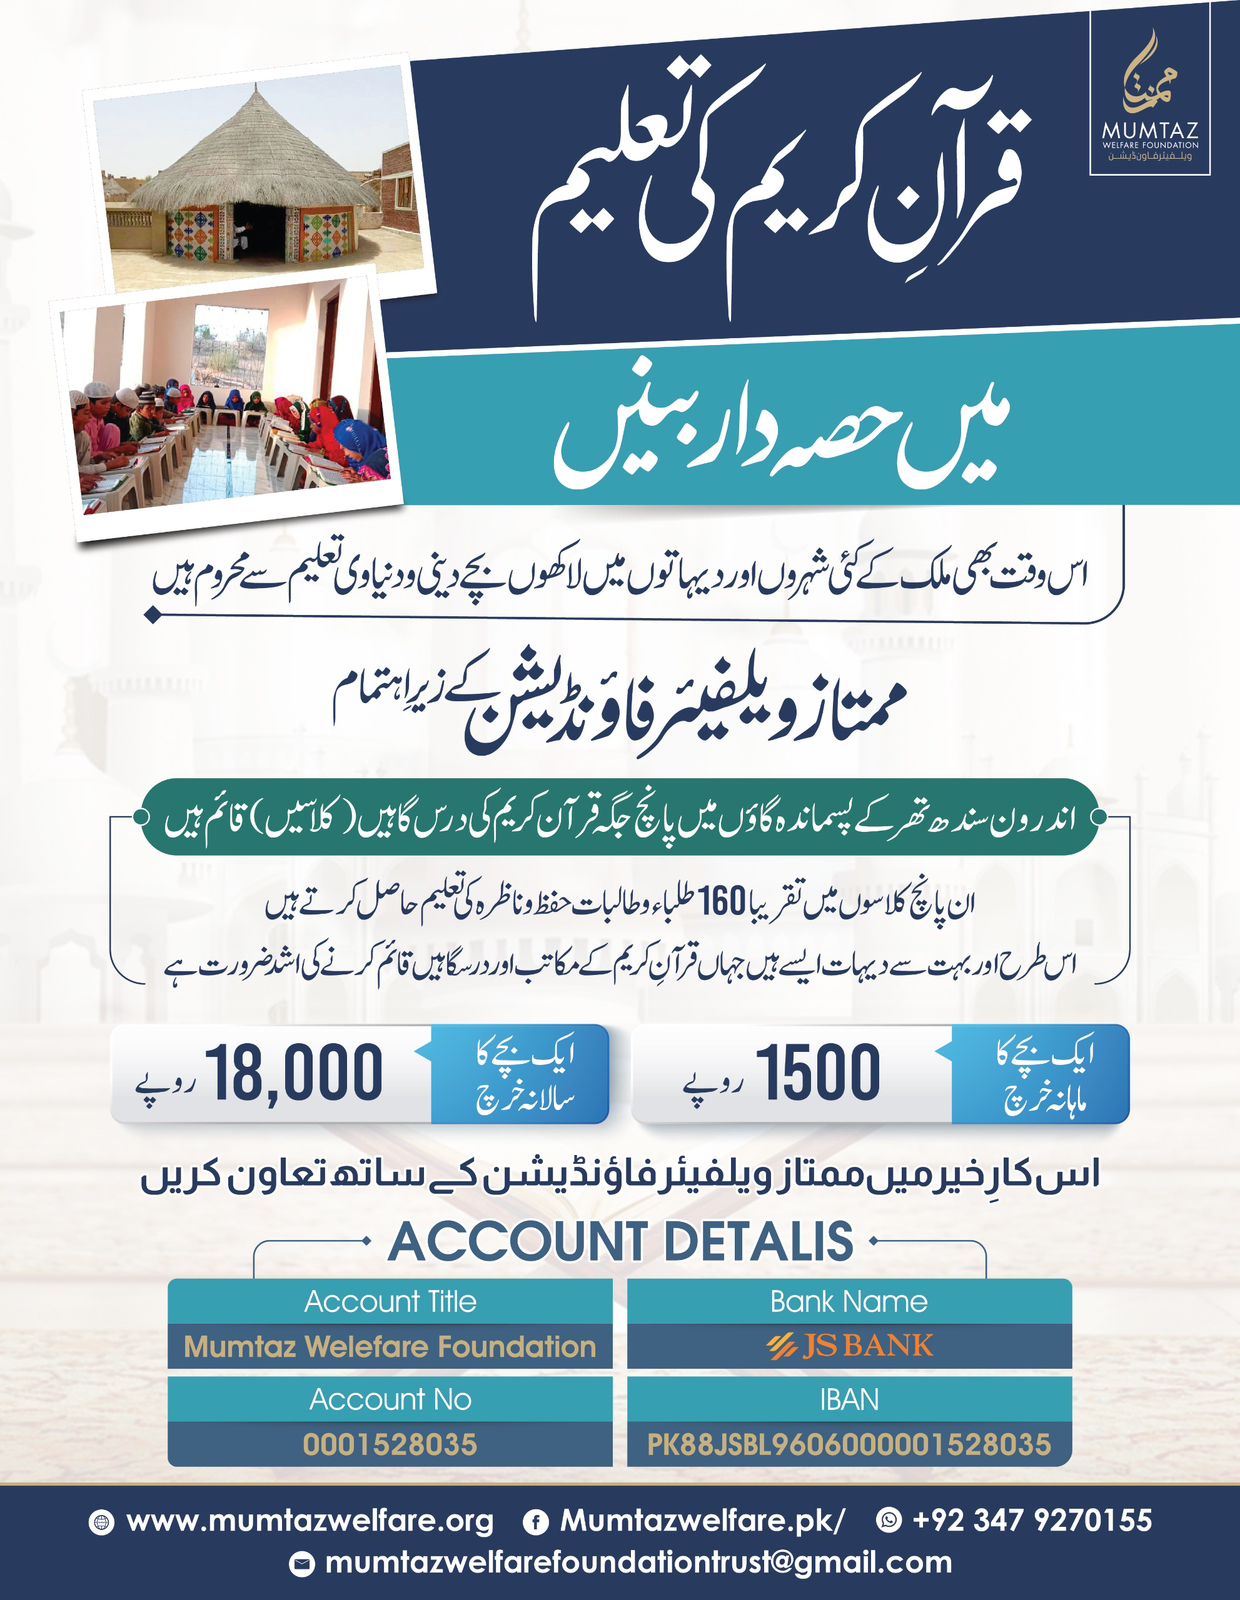 ممتاز
MUMTAZ
WELFARE FOUNDATION
ویلفیئر فاونڈیشن
قرآنِ کریم کی تعلیم
میں حصہ دار بنیں
اس وقت بھی ملک کے کئی شہروں اور دیہاتوں میں لاکھوں بچے دینی و دنیاوی تعلیم سے محروم ہیں
ممتاز ویلفیئر فاؤنڈیشن کے زیرِ اہتمام
اندرون سندھ تھر کے پسماندہ گاؤں میں پانچ جگہ قرآن کریم کی درس گاہیں (کلاسیں) قائم ہیں
ان پانچ کلاسوں میں تقریبا 160 طلباء و طالبات حفظ و ناظرہ کی تعلیم حاصل کرتے ہیں
اس طرح اور بہت سے دیہات ایسے ہیں جہاں قرآنِ کریم کے مکاتب اور درسگاہیں قائم کرنے کی اشد ضرورت ہے
ایک بچے کا ماہانہ خرچ
1500 روپے
ایک بچے کا سالانہ خرچ
18,000 روپے
اس کارِ خیر میں ممتاز ویلفیئر فاؤنڈیشن کے ساتھ تعاون کریں
ACCOUNT DETALIS
Account Title
Mumtaz Welefare Foundation
Bank Name
JS BANK
Account No
0001528035
IBAN
PK88JSBL9606000001528035
www.mumtazwelfare.org Mumtazwelfare.pk/ +92 347 9270155
mumtazwelfarefoundationtrust@gmail.com